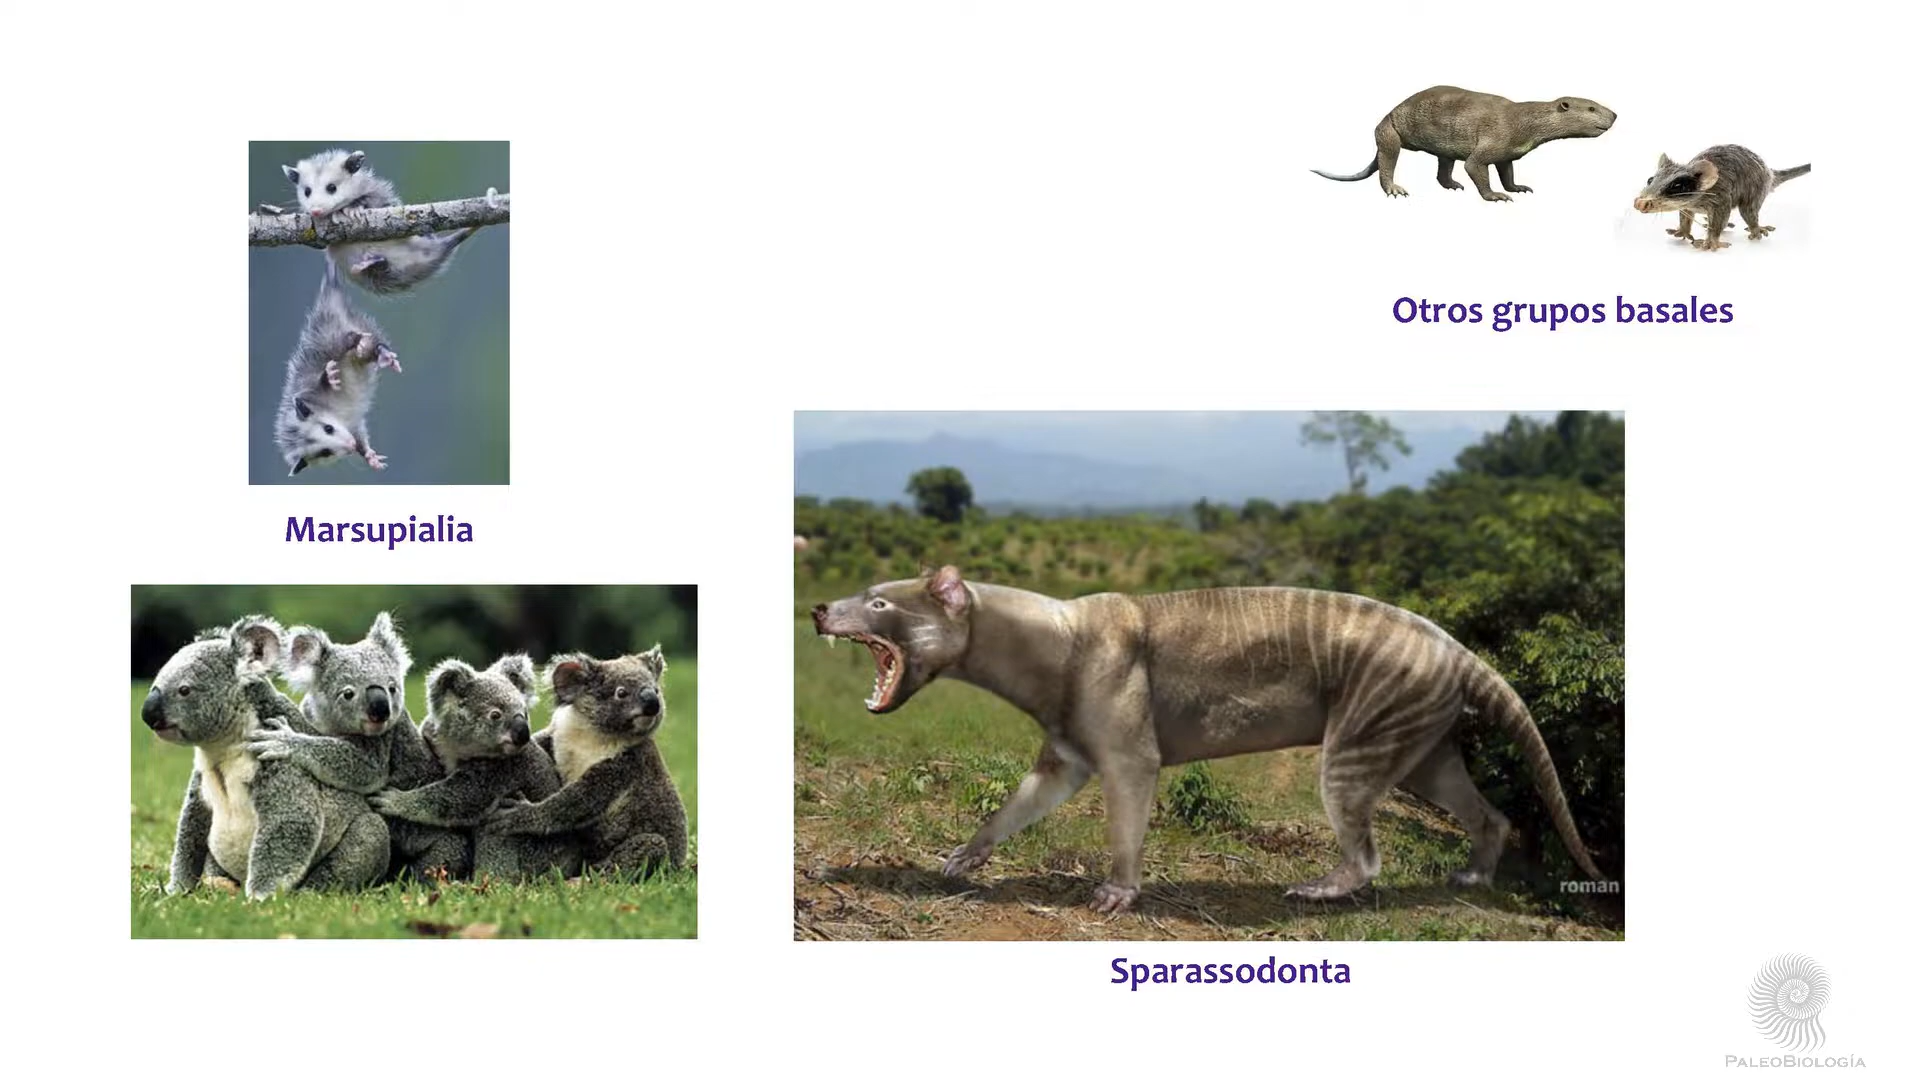 Otros grupos basales
Marsupialia
roman
Sparassodonta
PALEOBIOLOGÍA